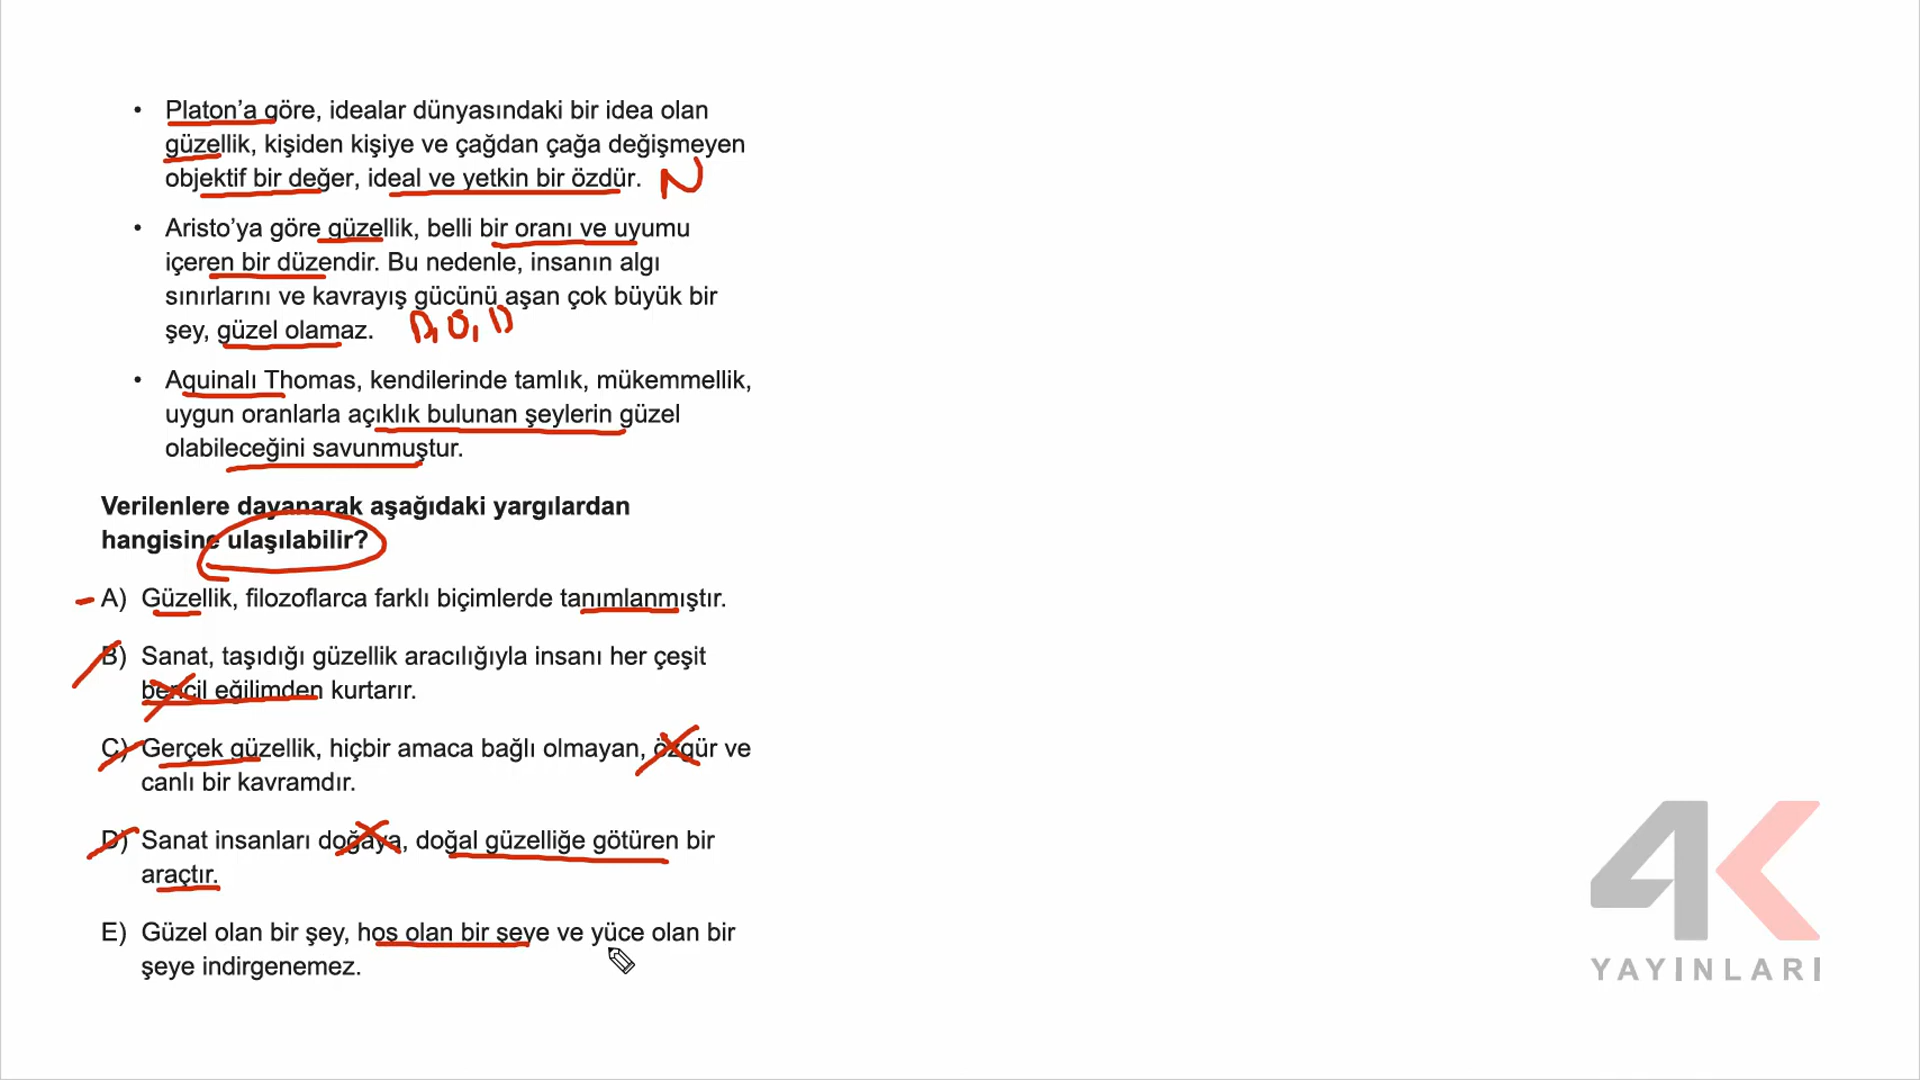 • Platon’a göre, idealar dünyasındaki bir idea olan
güzellik, kişiden kişiye ve çağdan çağa değişmeyen
objektif bir değer, ideal ve yetkin bir özdür. N
• Aristo’ya göre güzellik, belli bir oranı ve uyumu
içeren bir düzendir. Bu nedenle, insanın algı
sınırlarını ve kavrayış gücünü aşan çok büyük bir
şey, güzel olamaz.
• Aquinalı Thomas, kendilerinde tamlık, mükemmellik,
uygun oranlarla açıklık bulunan şeylerin güzel
olabileceğini savunmuştur.
Verilenlere dayanarak aşağıdaki yargılardan
hangisine ulaşılabilir?
A) Güzellik, filozoflarca farklı biçimlerde tanımlanmıştır.
B) Sanat, taşıdığı güzellik aracılığıyla insanı her çeşit
bencil eğilimden kurtarır.
C) Gerçek güzellik, hiçbir amaca bağlı olmayan, özgür ve
canlı bir kavramdır.
D) Sanat insanları doğaya, doğal güzelliğe götüren bir
araçtır.
E) Güzel olan bir şey, hoş olan bir şeye ve yüce olan bir
şeye indirgenemez.
4K
YAYINLARI